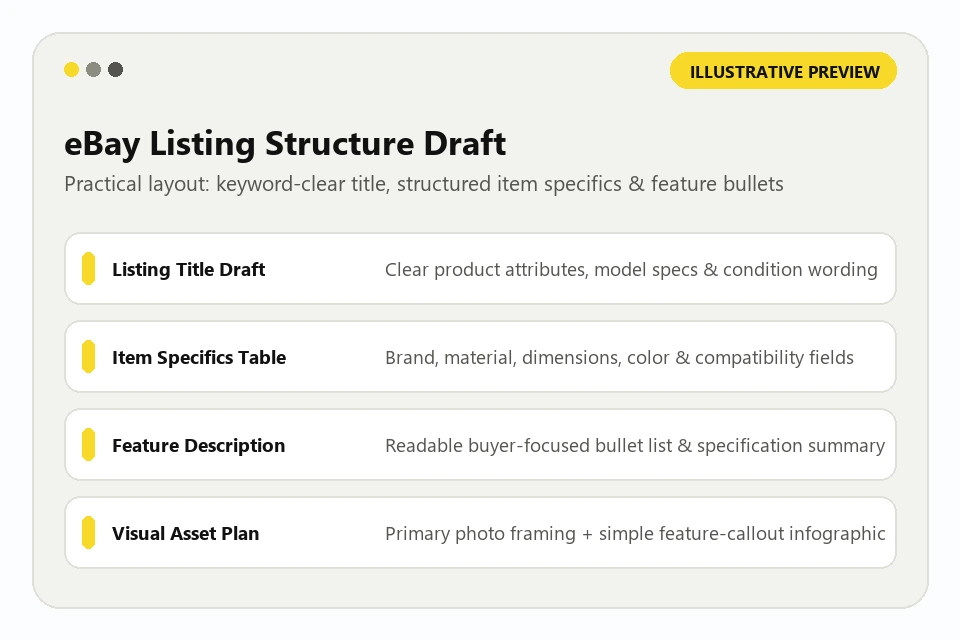 ILLUSTRATIVE PREVIEW
eBay Listing Structure Draft
Practical layout: keyword-clear title, structured item specifics & feature bullets
Listing Title Draft
Clear product attributes, model specs & condition wording
Item Specifics Table
Brand, material, dimensions, color & compatibility fields
Feature Description
Readable buyer-focused bullet list & specification summary
Visual Asset Plan
Primary photo framing + simple feature-callout infographic